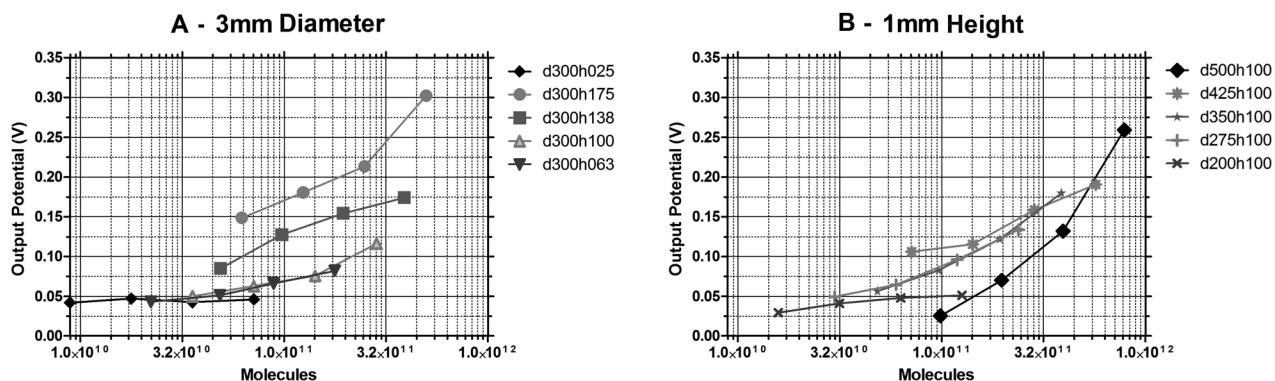 A - 3mm Diameter
0.35
0.30
0.25
0.20
0.15
0.10
0.05
0.00
Output Potential (V)
1.0×10¹⁰
3.2×10¹⁰
1.0×10¹¹
3.2×10¹¹
1.0×10¹²
Molecules
d300h025
d300h175
d300h138
d300h100
d300h063
B - 1mm Height
0.35
0.30
0.25
0.20
0.15
0.10
0.05
0.00
Output Potential (V)
1.0×10¹⁰
3.2×10¹⁰
1.0×10¹¹
3.2×10¹¹
1.0×10¹²
Molecules
d500h100
d425h100
d350h100
d275h100
d200h100